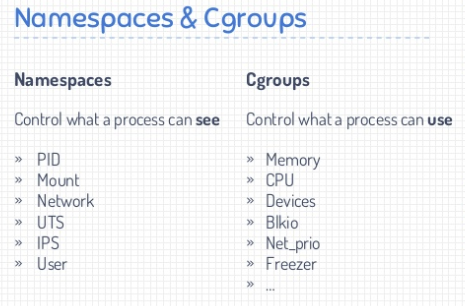 Namespaces & Cgroups
Namespaces
Control what a process can see
» PID
» Mount
» Network
» UTS
» IPS
» User
Cgroups
Control what a process can use
» Memory
» CPU
» Devices
» Blkio
» Net_prio
» Freezer
» ...